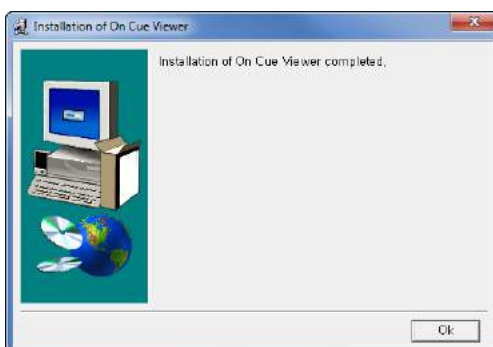 Installation of On Cue Viewer
Installation of On Cue Viewer completed.
Ok